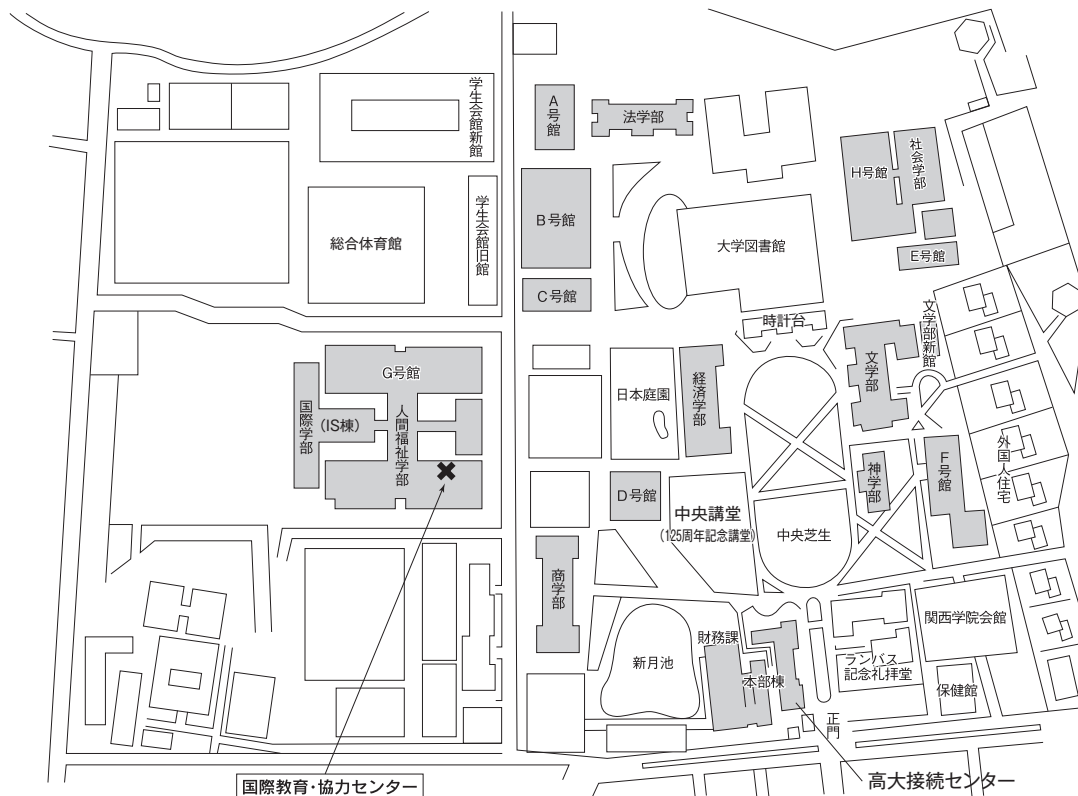 学生会館新館
A号館
法学部
社会学部
H号館
学生会館旧館
B号館
総合体育館
大学図書館
E号館
C号館
文学部新館
時計台
文学部
G号館
経済学部
日本庭園
国際学部
(IS棟)
人間福祉学部
外国人住宅
F号館
神学部
D号館
中央講堂
(125周年記念講堂)
中央芝生
商学部
関西学院会館
財務課
新月池
ランバス
記念礼拝堂
本部棟
保健館
正門
国際教育・協力センター
高大接続センター